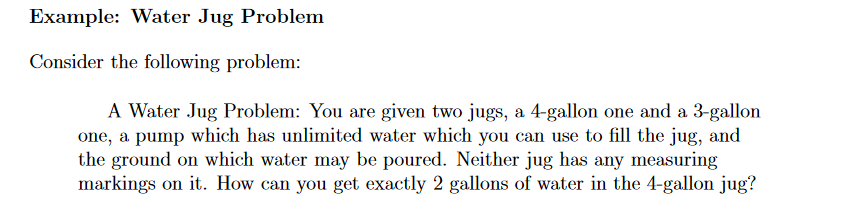 Example: Water Jug Problem
Consider the following problem:
A Water Jug Problem: You are given two jugs, a 4-gallon one and a 3-gallon
one, a pump which has unlimited water which you can use to fill the jug, and
the ground on which water may be poured. Neither jug has any measuring
markings on it. How can you get exactly 2 gallons of water in the 4-gallon jug?